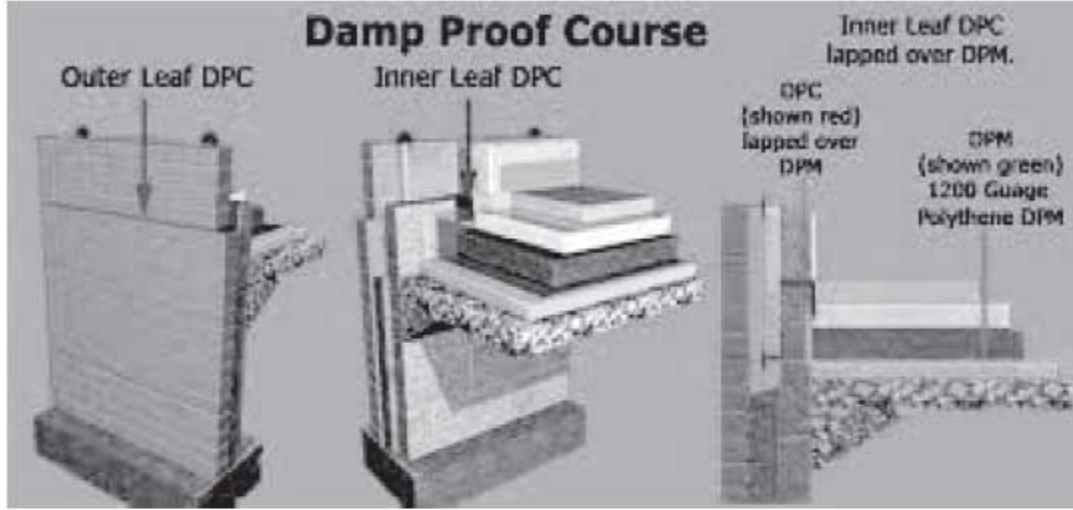 Damp Proof Course
Outer Leaf DPC
Inner Leaf DPC
Inner Leaf DPC
lapped over DPM.
DPC
(shown red)
lapped over
DPM
DPM
(shown green)
1200 Guage
Polythene DPM